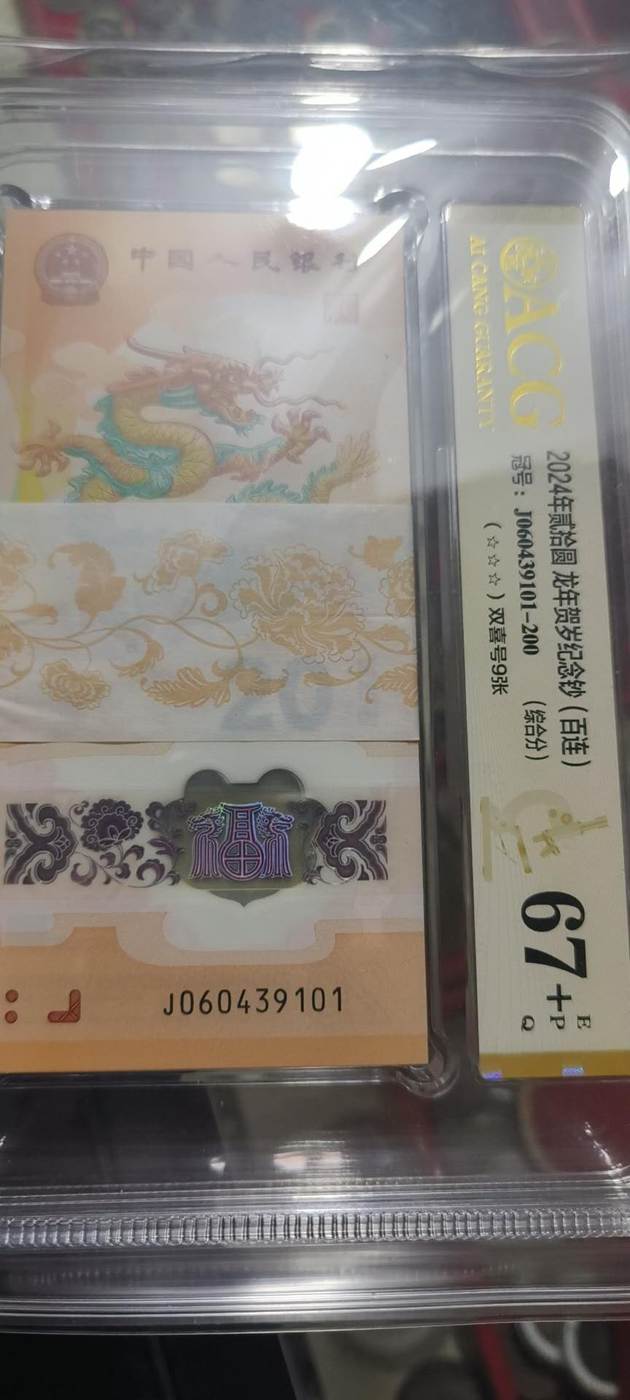 中国人民银行
20
J060439101
ACG
AI CANG GUARANTY
2024年贰拾圆 龙年贺岁纪念钞（百连）
冠号：J060439101-200 （综合分）
（☆☆☆）双喜号9张
67+
E
P
Q